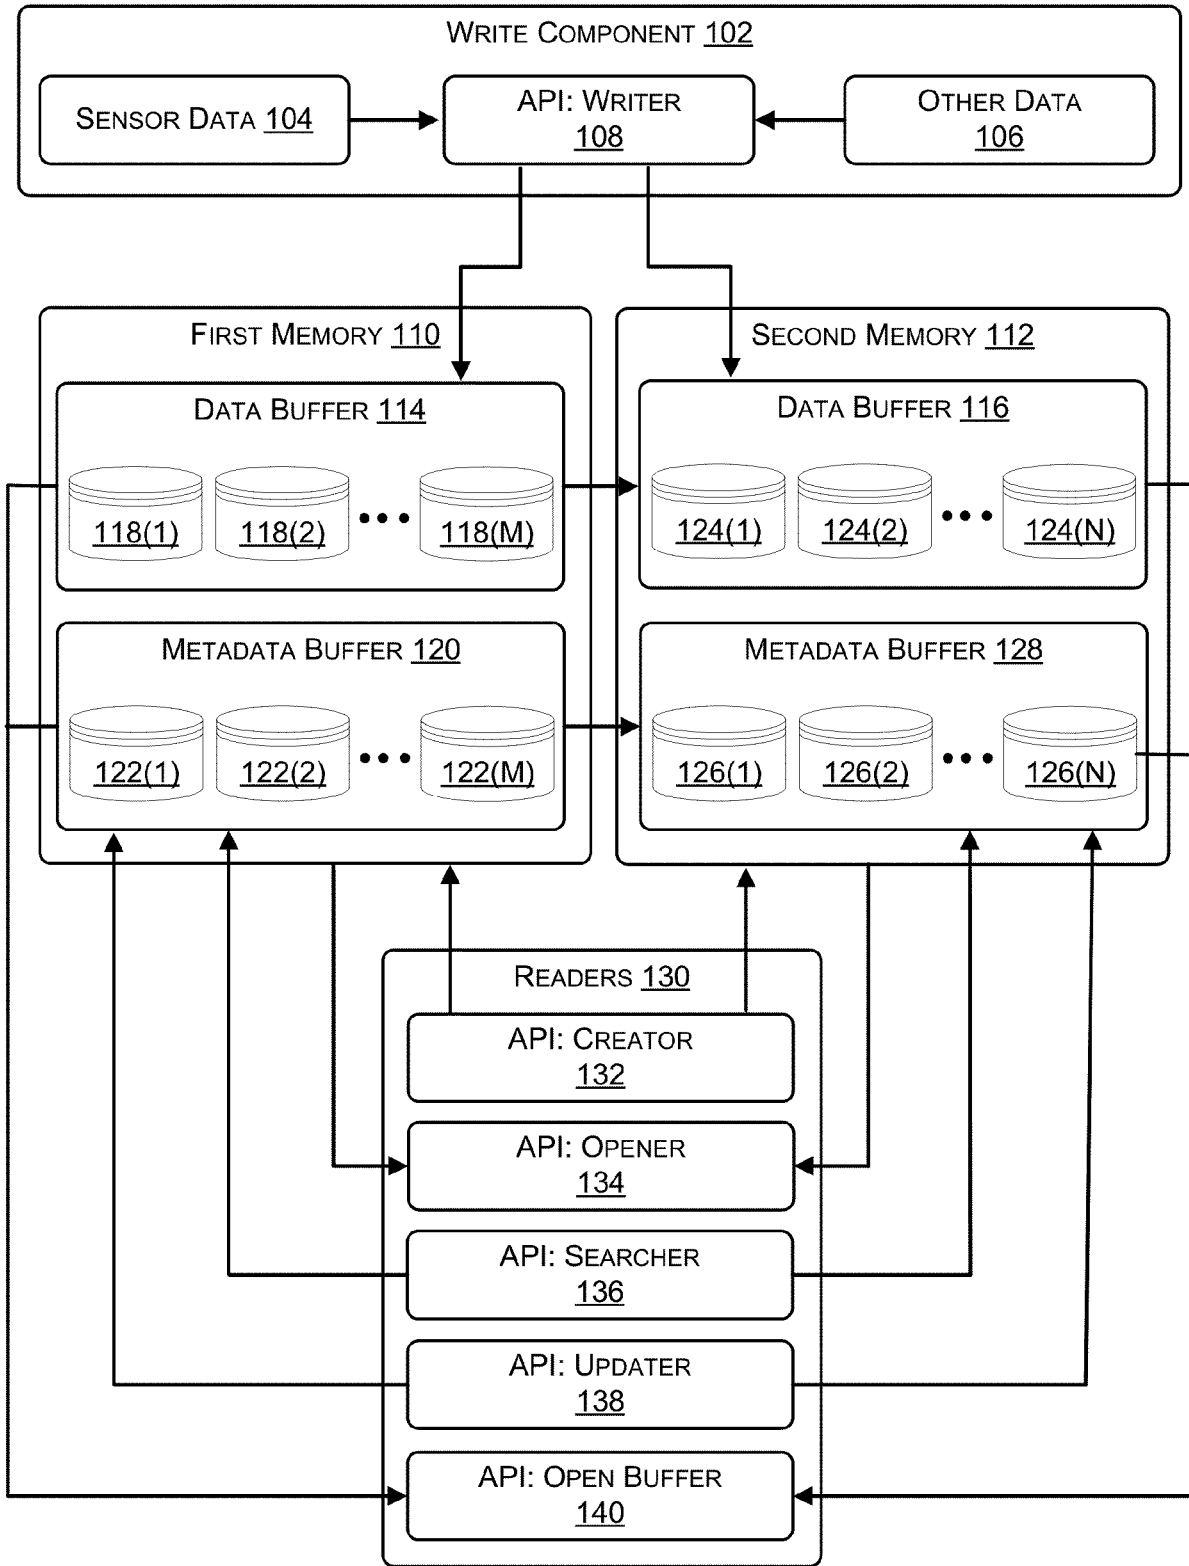 WRITE COMPONENT 102
SENSOR DATA 104
API: WRITER
108
OTHER DATA
106
FIRST MEMORY 110
SECOND MEMORY 112
DATA BUFFER 114
DATA BUFFER 116
118(1) 118(2) ••• 118(M)
124(1) 124(2) ••• 124(N)
METADATA BUFFER 120
METADATA BUFFER 128
122(1) 122(2) ••• 122(M)
126(1) 126(2) ••• 126(N)
READERS 130
API: CREATOR
132
API: OPENER
134
API: SEARCHER
136
API: UPDATER
138
API: OPEN BUFFER
140